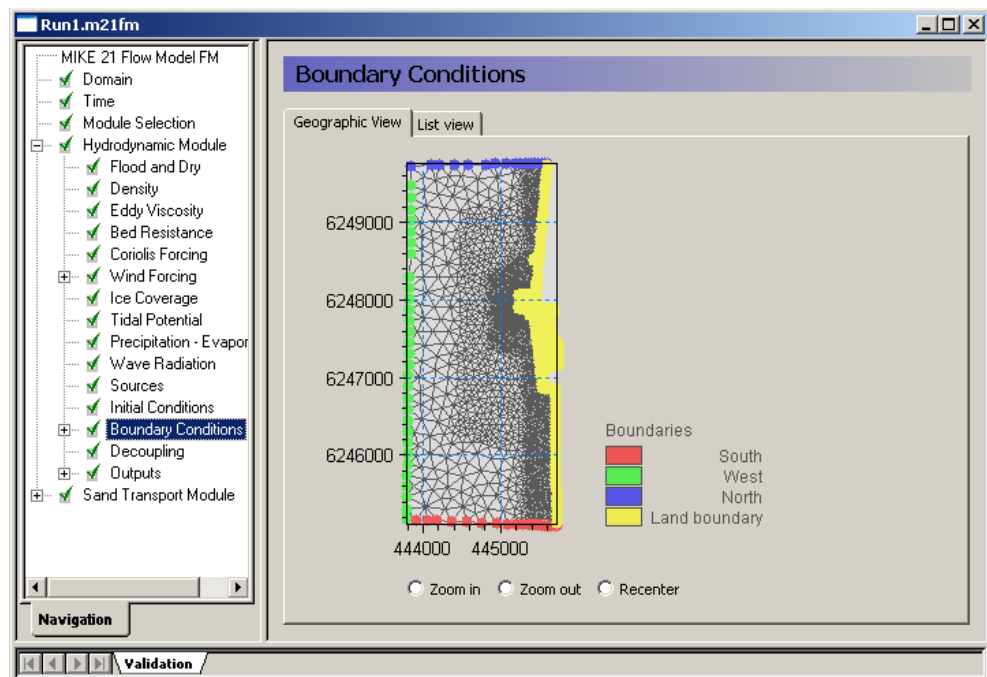 Run1.m21fm
MIKE 21 Flow Model FM
Domain
Time
Module Selection
Hydrodynamic Module
Flood and Dry
Density
Eddy Viscosity
Bed Resistance
Coriolis Forcing
Wind Forcing
Ice Coverage
Tidal Potential
Precipitation - Evapor
Wave Radiation
Sources
Initial Conditions
Boundary Conditions
Decoupling
Outputs
Sand Transport Module
Navigation
Boundary Conditions
Geographic View
List view
6249000
6248000
6247000
6246000
444000 445000
Boundaries
South
West
North
Land boundary
Zoom in Zoom out Recenter
Validation